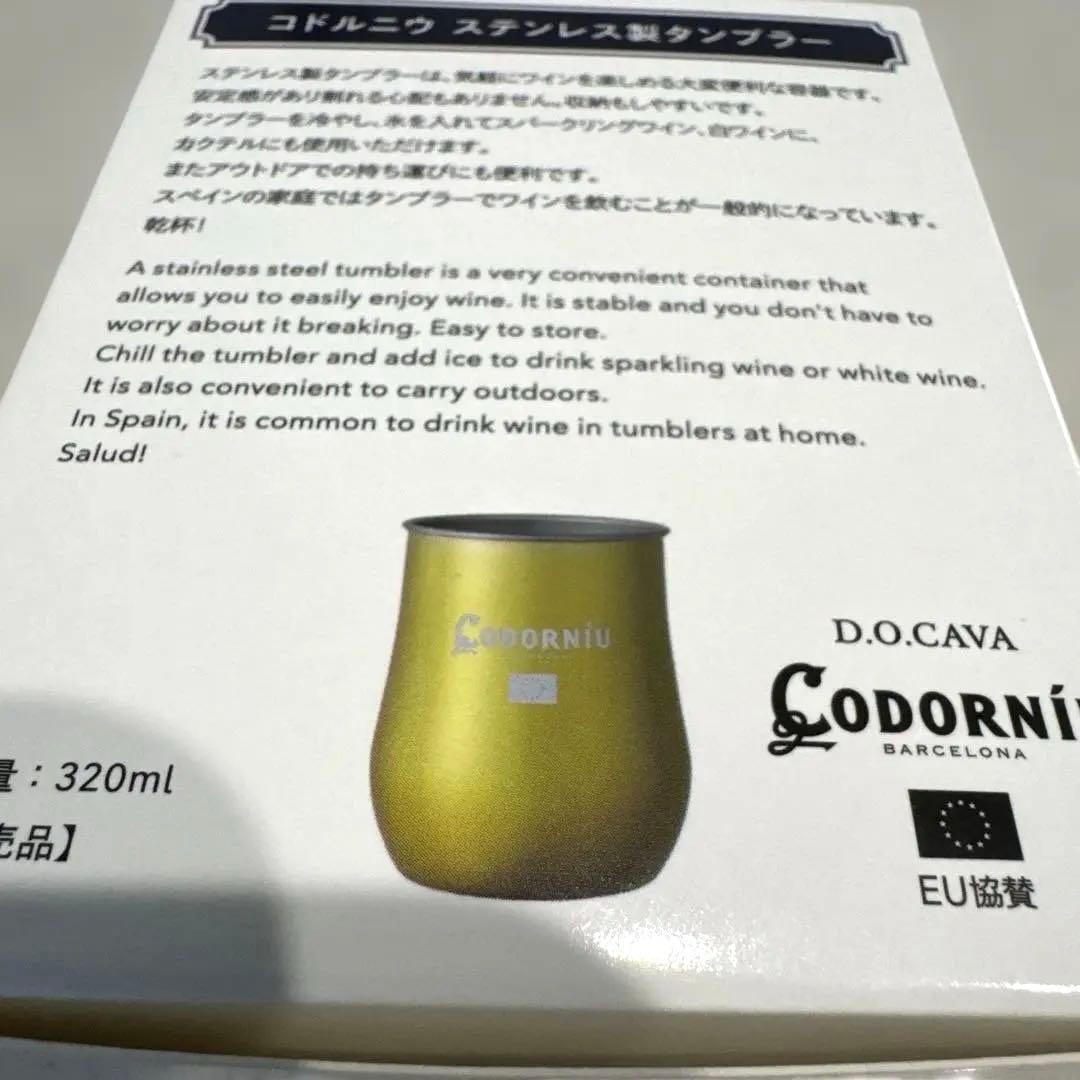 コドルニウ ステンレス製タンブラー
ステンレス製タンブラーは、気軽にワインを楽しめる大変便利な容器です。
安定感があり割れる心配もありません。収納もしやすいです。
タンブラーを冷やし、氷を入れてスパークリングワイン、白ワインに、
カクテルにも使用いただけます。
またアウトドアでの持ち運びにも便利です。
スペインの家庭ではタンブラーでワインを飲むことが一般的になっています。
乾杯!
A stainless steel tumbler is a very convenient container that
allows you to easily enjoy wine. It is stable and you don't have to
worry about it breaking. Easy to store.
Chill the tumbler and add ice to drink sparkling wine or white wine.
It is also convenient to carry outdoors.
In Spain, it is common to drink wine in tumblers at home.
Salud!
CODORNÍU
D.O.CAVA
CODORNÍU
BARCELONA
量：320ml
売品】
EU協賛